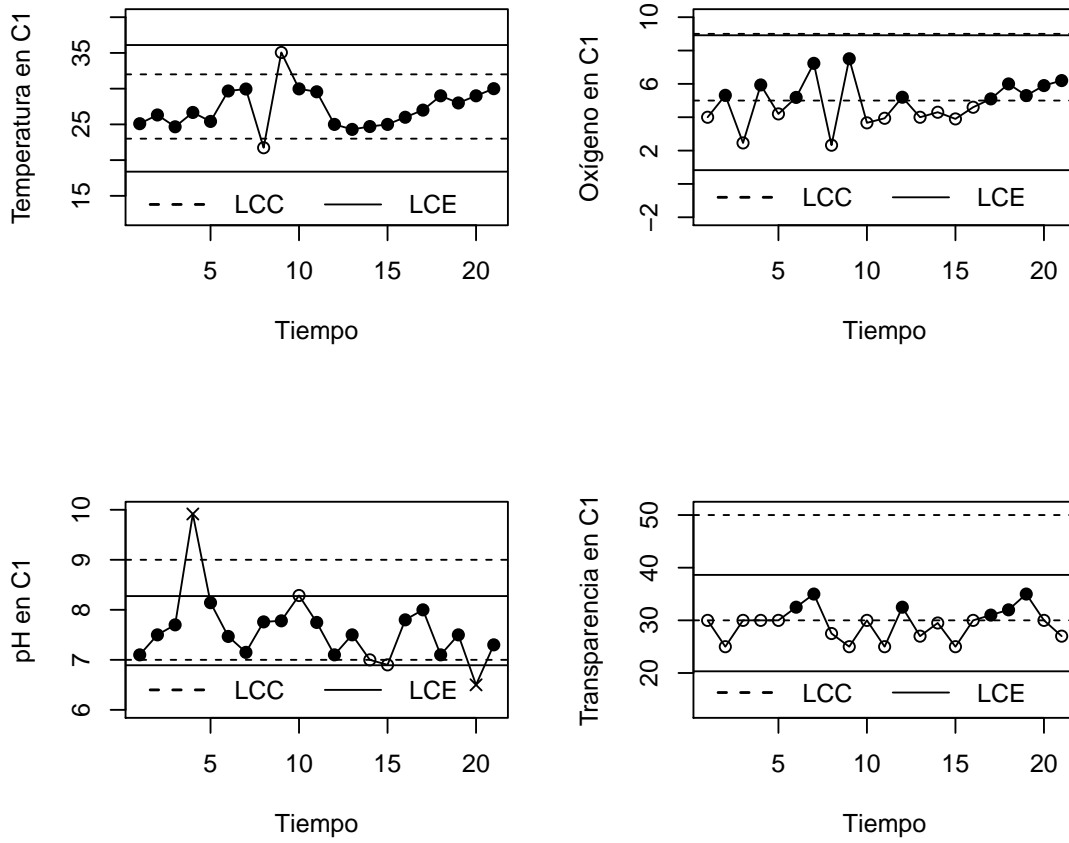 Temperatura en C1
15
25
35
LCC
LCE
5
10
15
20
Tiempo
Oxígeno en C1
−2
2
6
10
LCC
LCE
5
10
15
20
Tiempo
pH en C1
6
7
8
9
10
LCC
LCE
5
10
15
20
Tiempo
Transparencia en C1
20
30
40
50
LCC
LCE
5
10
15
20
Tiempo